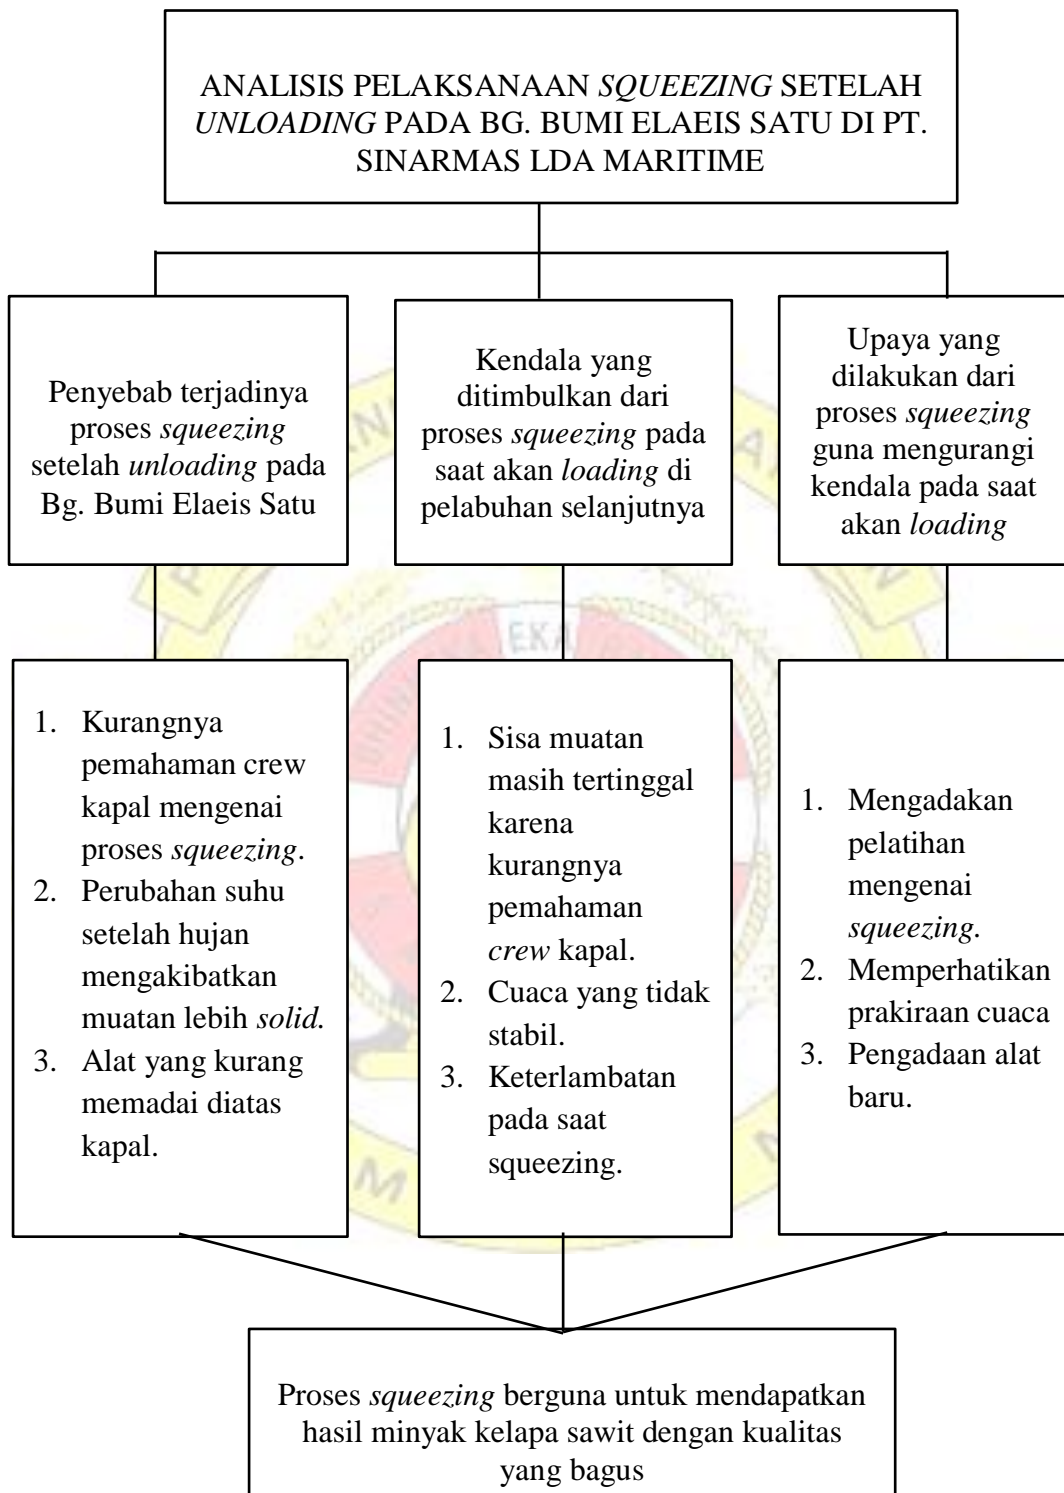 ANALISIS PELAKSANAAN SQUEEZING SETELAH
UNLOADING PADA BG. BUMI ELAEIS SATU DI PT.
SINARMAS LDA MARITIME
Penyebab terjadinya
proses squeezing
setelah unloading pada
Bg. Bumi Elaeis Satu
Kendala yang
ditimbulkan dari
proses squeezing pada
saat akan loading di
pelabuhan selanjutnya
Upaya yang
dilakukan dari
proses squeezing
guna mengurangi
kendala pada saat
akan loading
1. Kurangnya
pemahaman crew
kapal mengenai
proses squeezing.
2. Perubahan suhu
setelah hujan
mengakibatkan
muatan lebih solid.
3. Alat yang kurang
memadai diatas
kapal.
1. Sisa muatan
masih tertinggal
karena
kurangnya
pemahaman
crew kapal.
2. Cuaca yang tidak
stabil.
3. Keterlambatan
pada saat
squeezing.
1. Mengadakan
pelatihan
mengenai
squeezing.
2. Memperhatikan
prakiraan cuaca
3. Pengadaan alat
baru.
EKA
Proses squeezing berguna untuk mendapatkan
hasil minyak kelapa sawit dengan kualitas
yang bagus